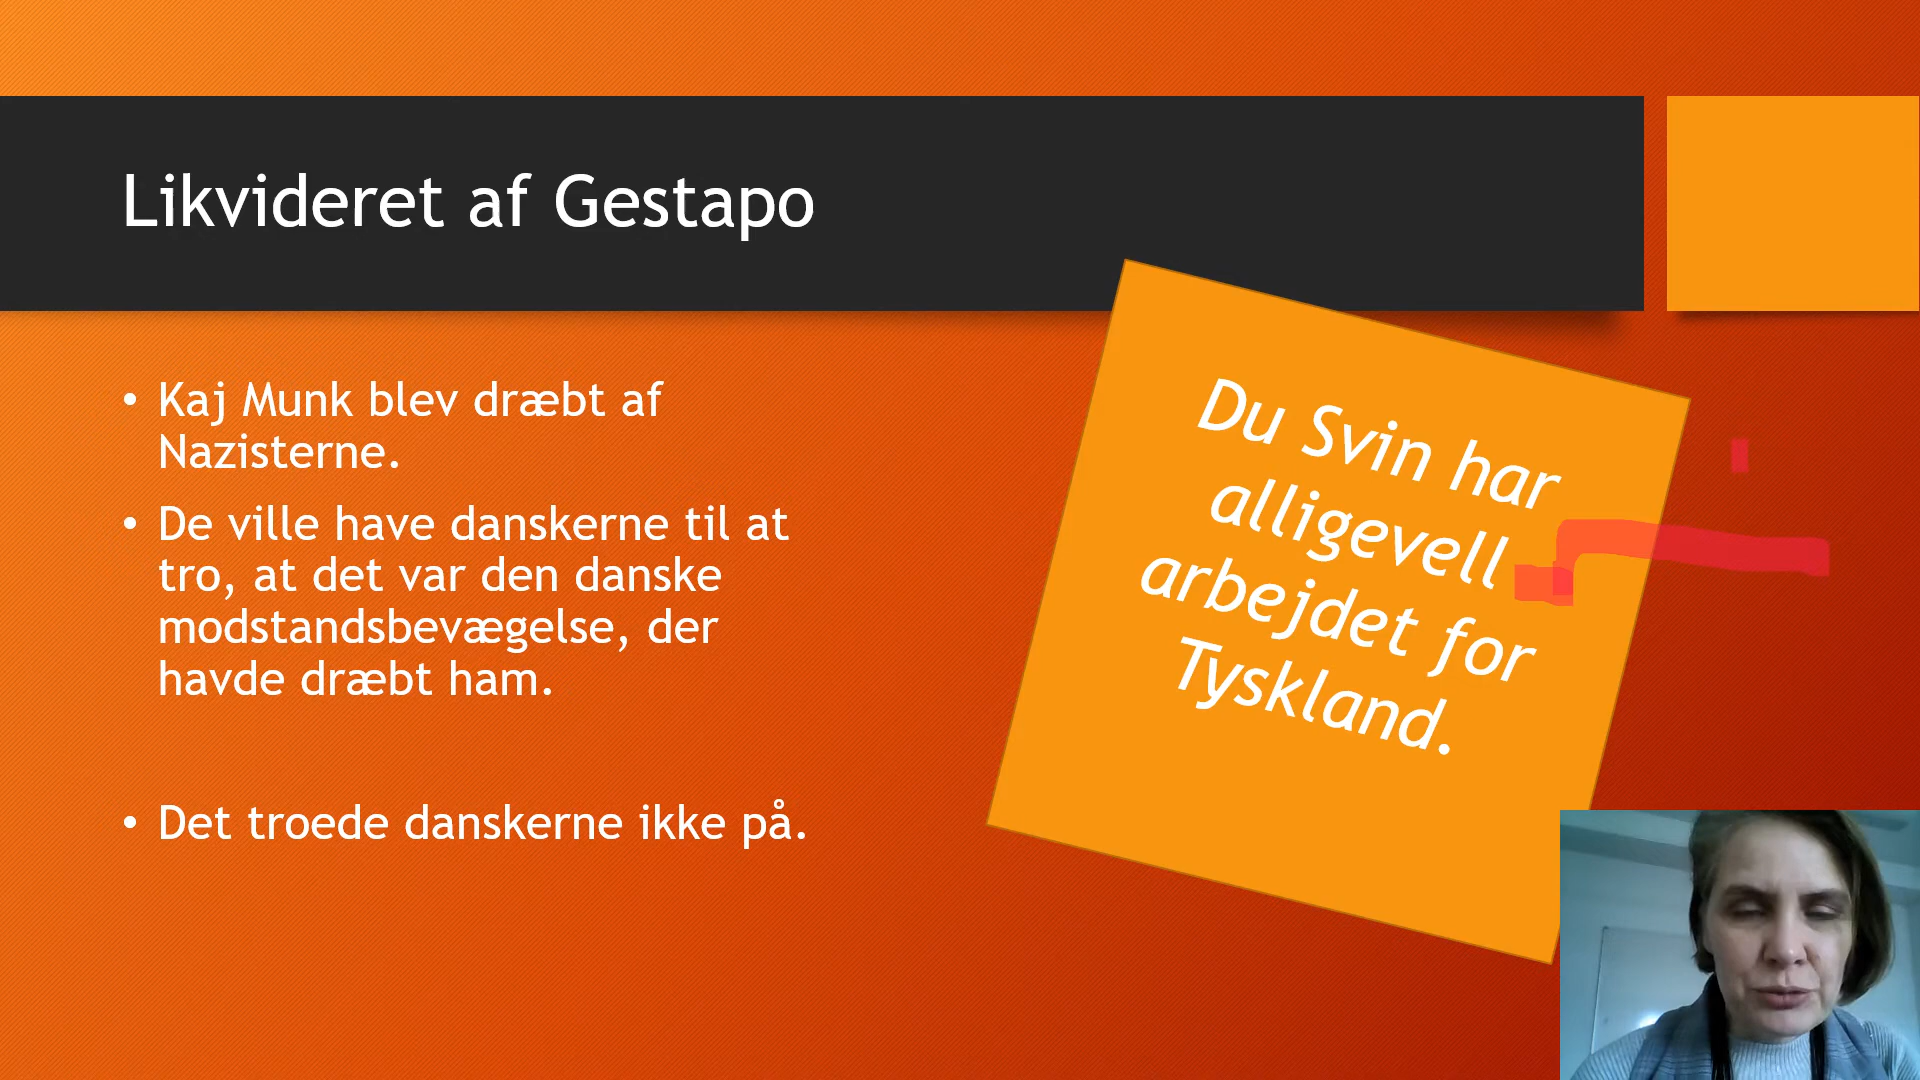 Likvideret af Gestapo
• Kaj Munk blev dræbt af
Nazisterne.
• De ville have danskerne til at
tro, at det var den danske
modstandsbevægelse, der
havde dræbt ham.
• Det troede danskerne ikke på.
Du Svin har
alligevell
arbejdet for
Tyskland.